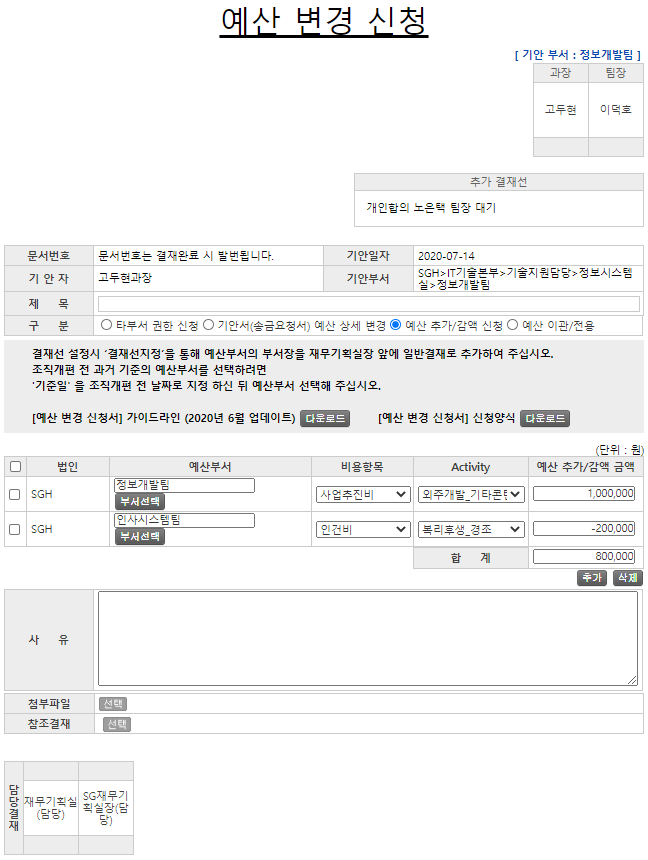 예산 변경 신청
[ 기안 부서 : 정보개발팀 ]
과장 팀장
고두현 이덕호
추가 결재선
개인합의 노은택 팀장 대기
문서번호 문서번호는 결재완료 시 발번됩니다. 기안일자 2020-07-14
기 안 자 고두현과장 기안부서 SGH>IT기술본부>기술지원담당>정보시스템
실>정보개발팀
제 목
구 분 타부서 권한 신청 기안서(송금요청서) 예산 상세 변경 예산 추가/감액 신청 예산 이관/전용
결재선 설정시 ‘결재선지정’을 통해 예산부서의 부서장을 재무기획실장 앞에 일반결재로 추가하여 주십시오.
조직개편 전 과거 기준의 예산부서를 선택하려면
‘기준일’ 을 조직개편 전 날짜로 지정 하신 뒤 예산부서 선택해 주십시오.
[예산 변경 신청서] 가이드라인 (2020년 6월 업데이트) 다운로드 [예산 변경 신청서] 신청양식 다운로드
(단위 : 원)
법인 예산부서 비용항목 Activity 예산 추가/감액 금액
SGH 정보개발팀 부서선택 사업추진비 외주개발_기타콘텐 1,000,000
SGH 인사시스템팀 부서선택 인건비 복리후생_경조 -200,000
합 계 800,000
추가 삭제
사 유
첨부파일 선택
참조결재 선택
담당결재
재무기획실 SG재무기
(담당) 획실장(담
당)